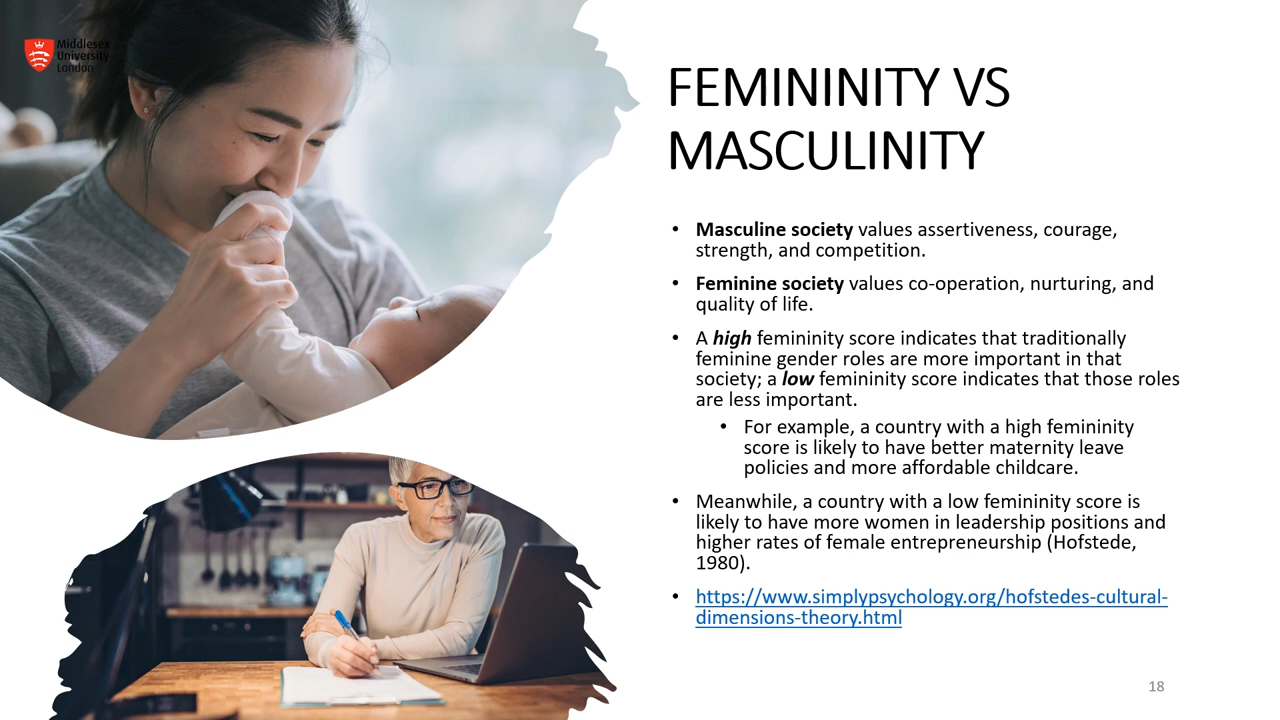 Middlesex
University
London
FEMININITY VS
MASCULINITY
• Masculine society values assertiveness, courage,
strength, and competition.
• Feminine society values co-operation, nurturing, and
quality of life.
• A high femininity score indicates that traditionally
feminine gender roles are more important in that
society; a low femininity score indicates that those roles
are less important.
• For example, a country with a high femininity
score is likely to have better maternity leave
policies and more affordable childcare.
• Meanwhile, a country with a low femininity score is
likely to have more women in leadership positions and
higher rates of female entrepreneurship (Hofstede,
1980).
• https://www.simplypsychology.org/hofstedes-cultural-
dimensions-theory.html
18